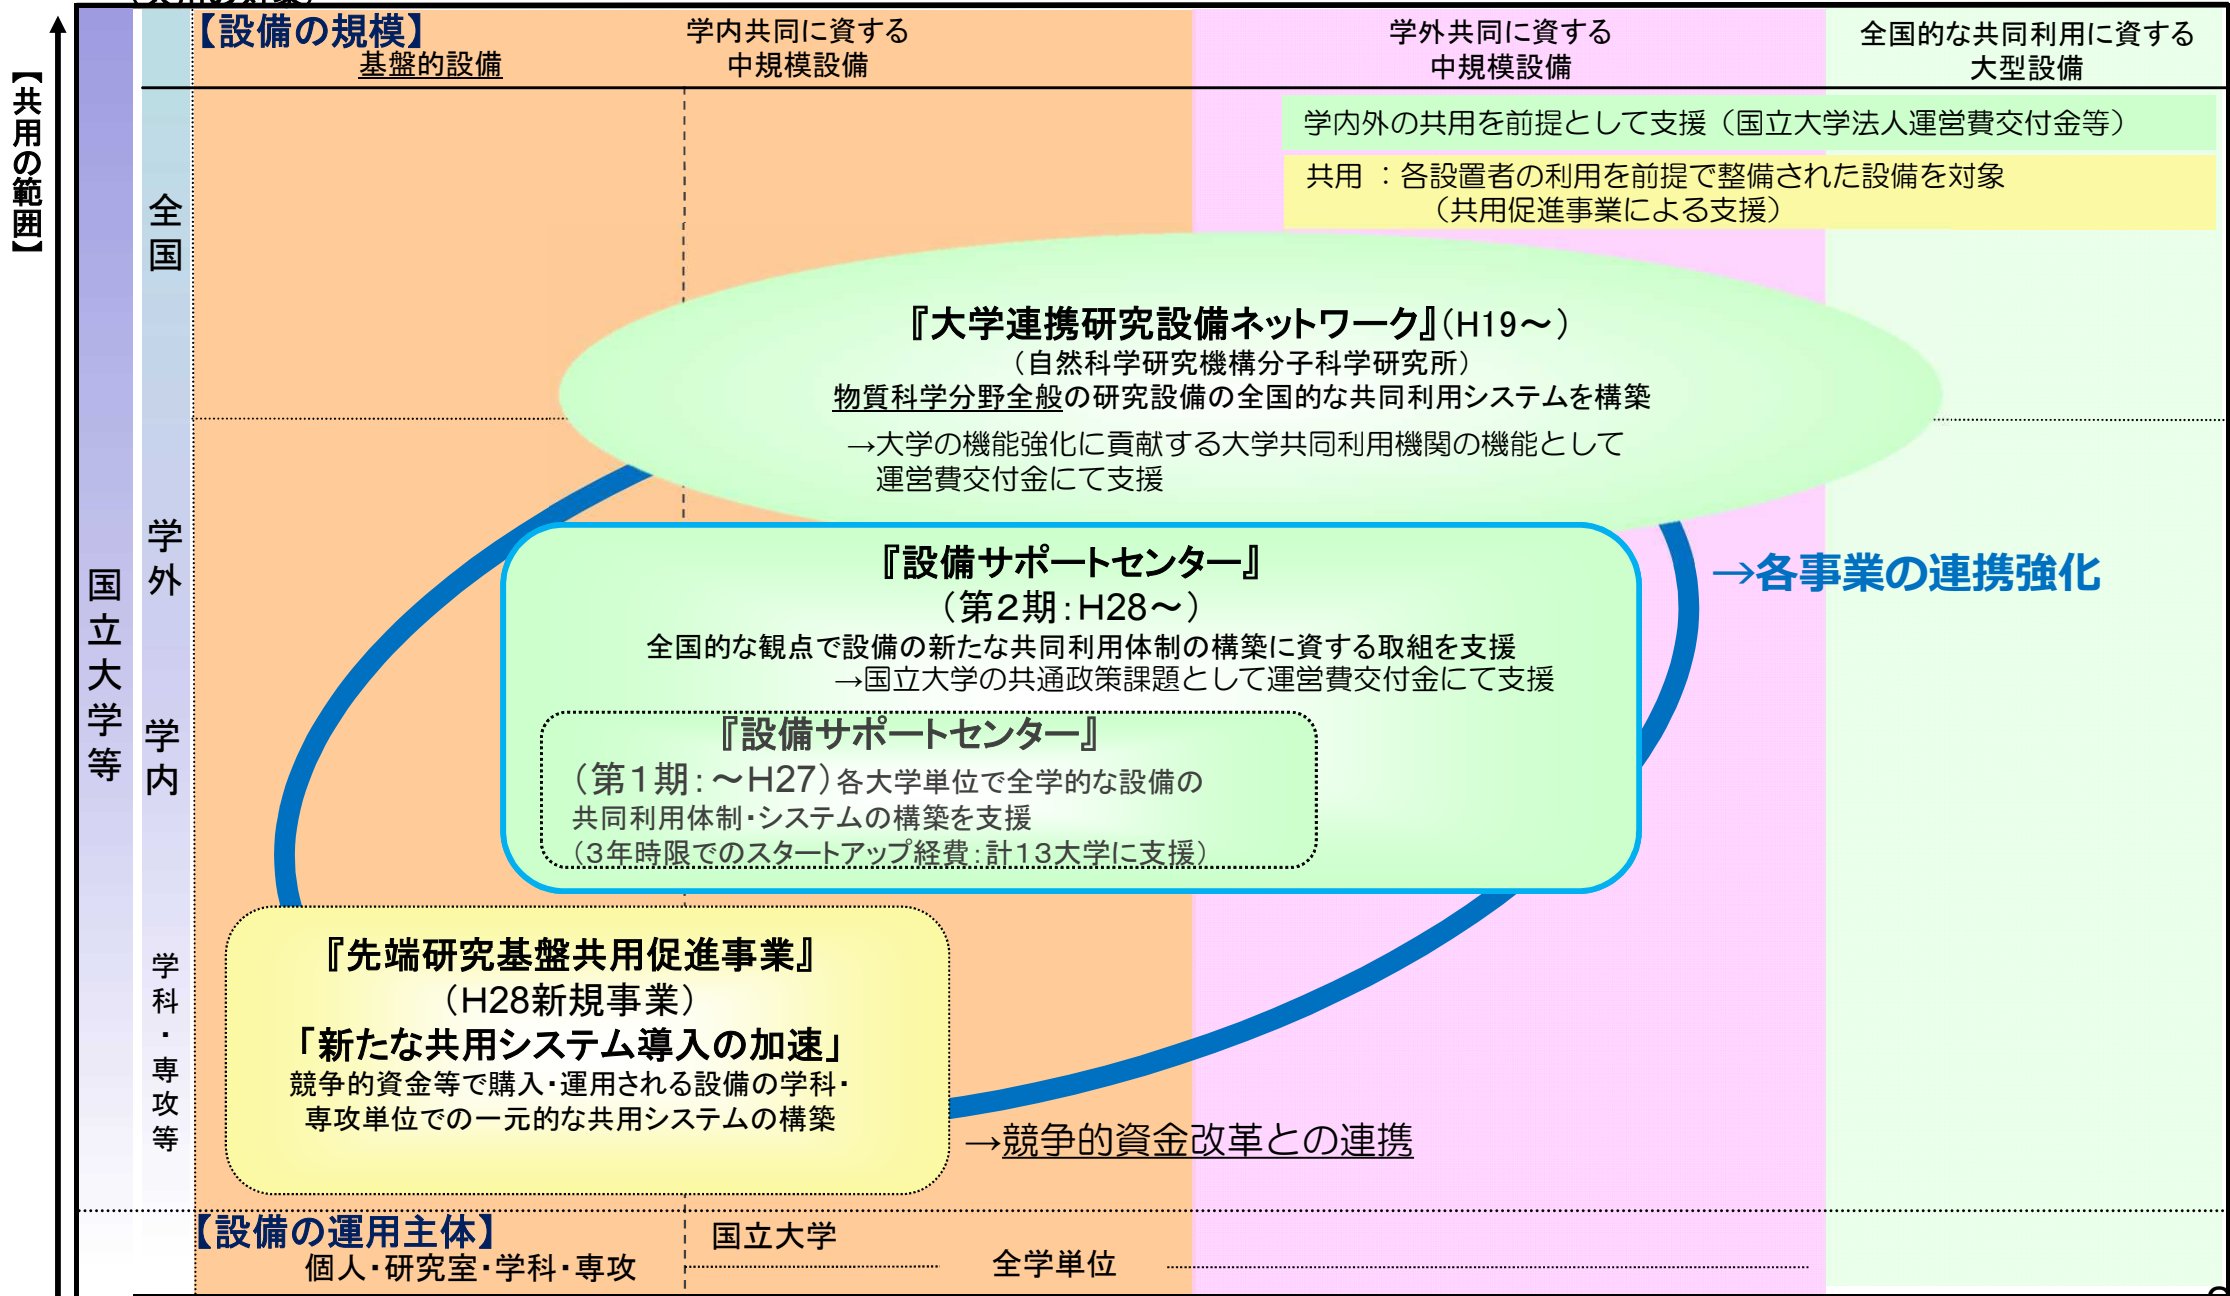 【設備の規模】
基盤的設備
学内共同に資する
中規模設備
学外共同に資する
中規模設備
全国的な共同利用に資する
大型設備
【共用の範囲】
学内外の共用を前提として支援（国立大学法人運営費交付金等）
共用 ：各設置者の利用を前提で整備された設備を対象
（共用促進事業による支援）
国立大学等
全国
学外
学内
学科・専攻等
『大学連携研究設備ネットワーク』（H19～）
（自然科学研究機構分子科学研究所）
物質科学分野全般の研究設備の全国的な共同利用システムを構築
→大学の機能強化に貢献する大学共同利用機関の機能として
運営費交付金にて支援
『設備サポートセンター』
（第２期：H28～）
全国的な観点で設備の新たな共同利用体制の構築に資する取組を支援
→国立大学の共通政策課題として運営費交付金にて支援
→各事業の連携強化
『設備サポートセンター』
（第１期：～H27）各大学単位で全学的な設備の
共同利用体制・システムの構築を支援
（３年時限でのスタートアップ経費：計１３大学に支援）
『先端研究基盤共用促進事業』
（H28新規事業）
「新たな共用システム導入の加速」
競争的資金等で購入・運用される設備の学科・
専攻単位での一元的な共用システムの構築
→競争的資金改革との連携
【設備の運用主体】
個人・研究室・学科・専攻
国立大学
全学単位